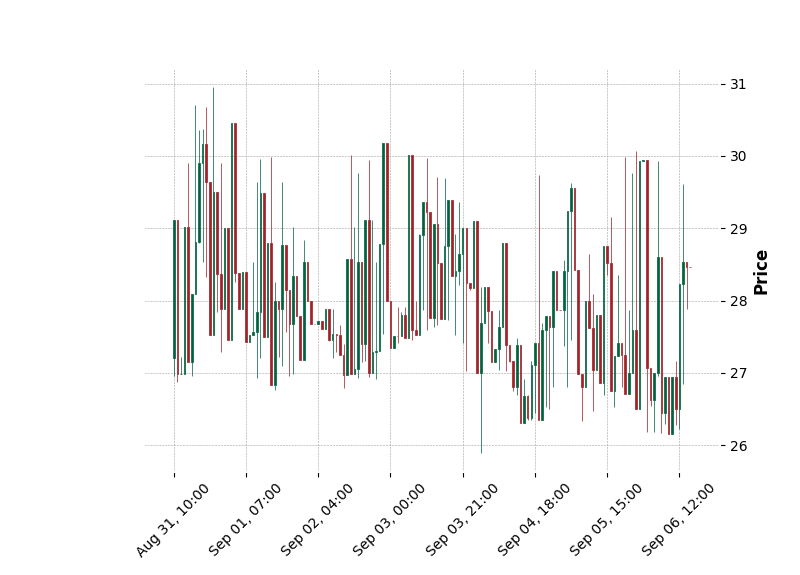 31
30
29
28
27
26
Price
Aug 31, 10:00
Sep 01, 07:00
Sep 02, 04:00
Sep 03, 00:00
Sep 03, 21:00
Sep 04, 18:00
Sep 05, 15:00
Sep 06, 12:00